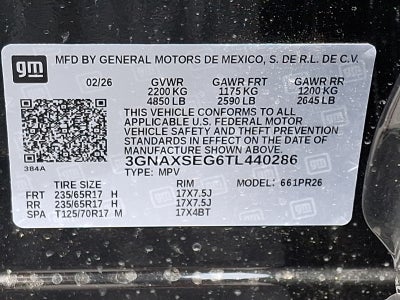 gm
MFD BY GENERAL MOTORS DE MEXICO, S. DE R.L. DE C.V.
02/26 GVWR GAWR FRT GAWR RR
2200 KG 1175 KG 1200 KG
4850 LB 2590 LB 2645 LB
THIS VEHICLE CONFORMS TO ALL
APPLICABLE U.S. FEDERAL MOTOR
VEHICLE SAFETY AND THEFT PREVENTION
STANDARDS IN EFFECT ON THE DATE OF
MANUFACTURE SHOWN ABOVE.
384A 3GNAXSEG6TL440286
TYPE: MPV
TIRE SIZE RIM MODEL: 661PR26
FRT 235/65R17 H 17X7.5J
RR 235/65R17 H 17X7.5J
SPA T125/70R17 M 17X4BT